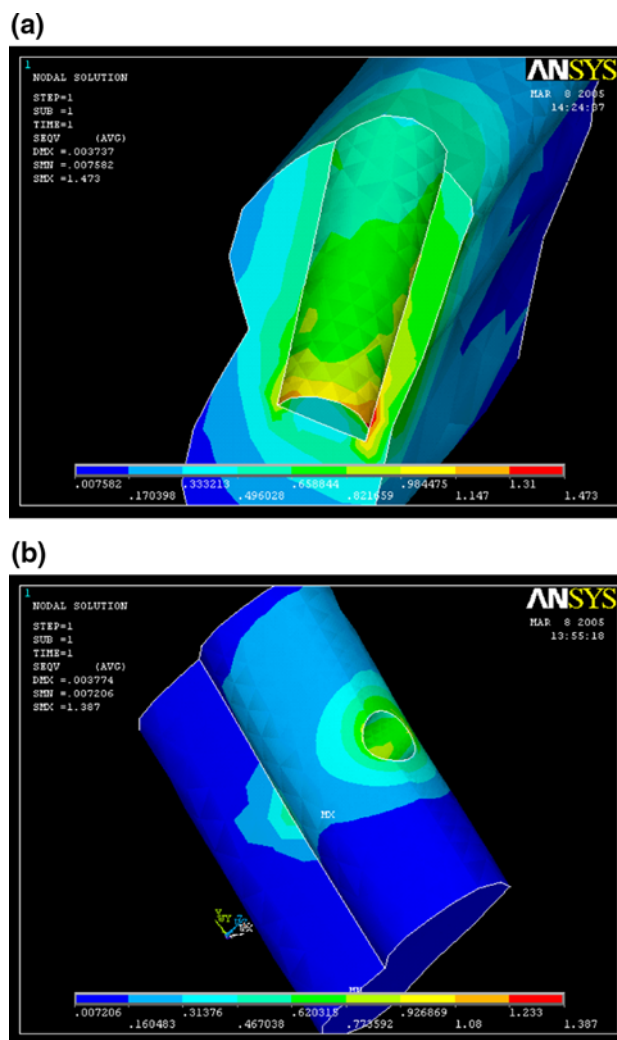 (a)
1
NODAL SOLUTION
STEP=1
SUB =1
TIME=1
SEQV (AVG)
DMX =.003737
SMN =.007582
SMX =1.473
ANSYS
MAR 8 2005
14:24:37
.007582 .333213 .658844 .984475 1.31
.170398 .496028 .821659 1.147 1.473
(b)
1
NODAL SOLUTION
STEP=1
SUB =1
TIME=1
SEQV (AVG)
DMX =.003774
SMN =.007206
SMX =1.387
ANSYS
MAR 8 2005
13:55:18
MX
Y
MN
.007206 .31376 .620315 .926869 1.233
.160483 .467038 .773592 1.08 1.387